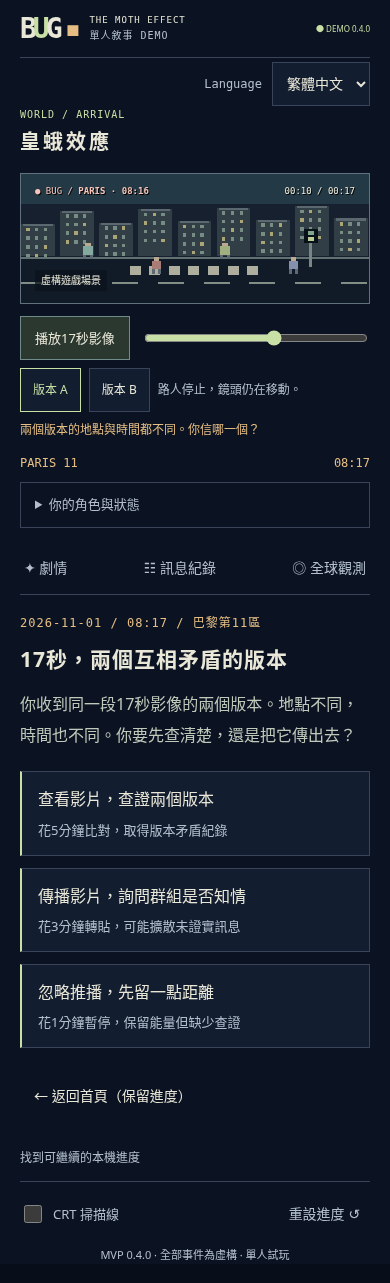 BUG
THE MOTH EFFECT
單人敘事 DEMO
● DEMO 0.4.0
Language 繁體中文
WORLD / ARRIVAL
皇蛾效應
● BUG / PARIS · 08:16
00:10 / 00:17
虛構遊戲場景
播放17秒影像
版本 A
版本 B
路人停止，鏡頭仍在移動。
兩個版本的地點與時間都不同。你信哪一個？
PARIS 11
08:17
▶ 你的角色與狀態
✦ 劇情
☷ 訊息紀錄
◎ 全球觀測
2026-11-01 / 08:17 / 巴黎第11區
17秒，兩個互相矛盾的版本
你收到同一段17秒影像的兩個版本。地點不同，
時間也不同。你要先查清楚，還是把它傳出去？
查看影片，查證兩個版本
花5分鐘比對，取得版本矛盾紀錄
傳播影片，詢問群組是否知情
花3分鐘轉貼，可能擴散未證實訊息
忽略推播，先留一點距離
花1分鐘暫停，保留能量但缺少查證
← 返回首頁（保留進度）
找到可繼續的本機進度
CRT 掃描線
重設進度 ↺
MVP 0.4.0 · 全部事件為虛構 · 單人試玩